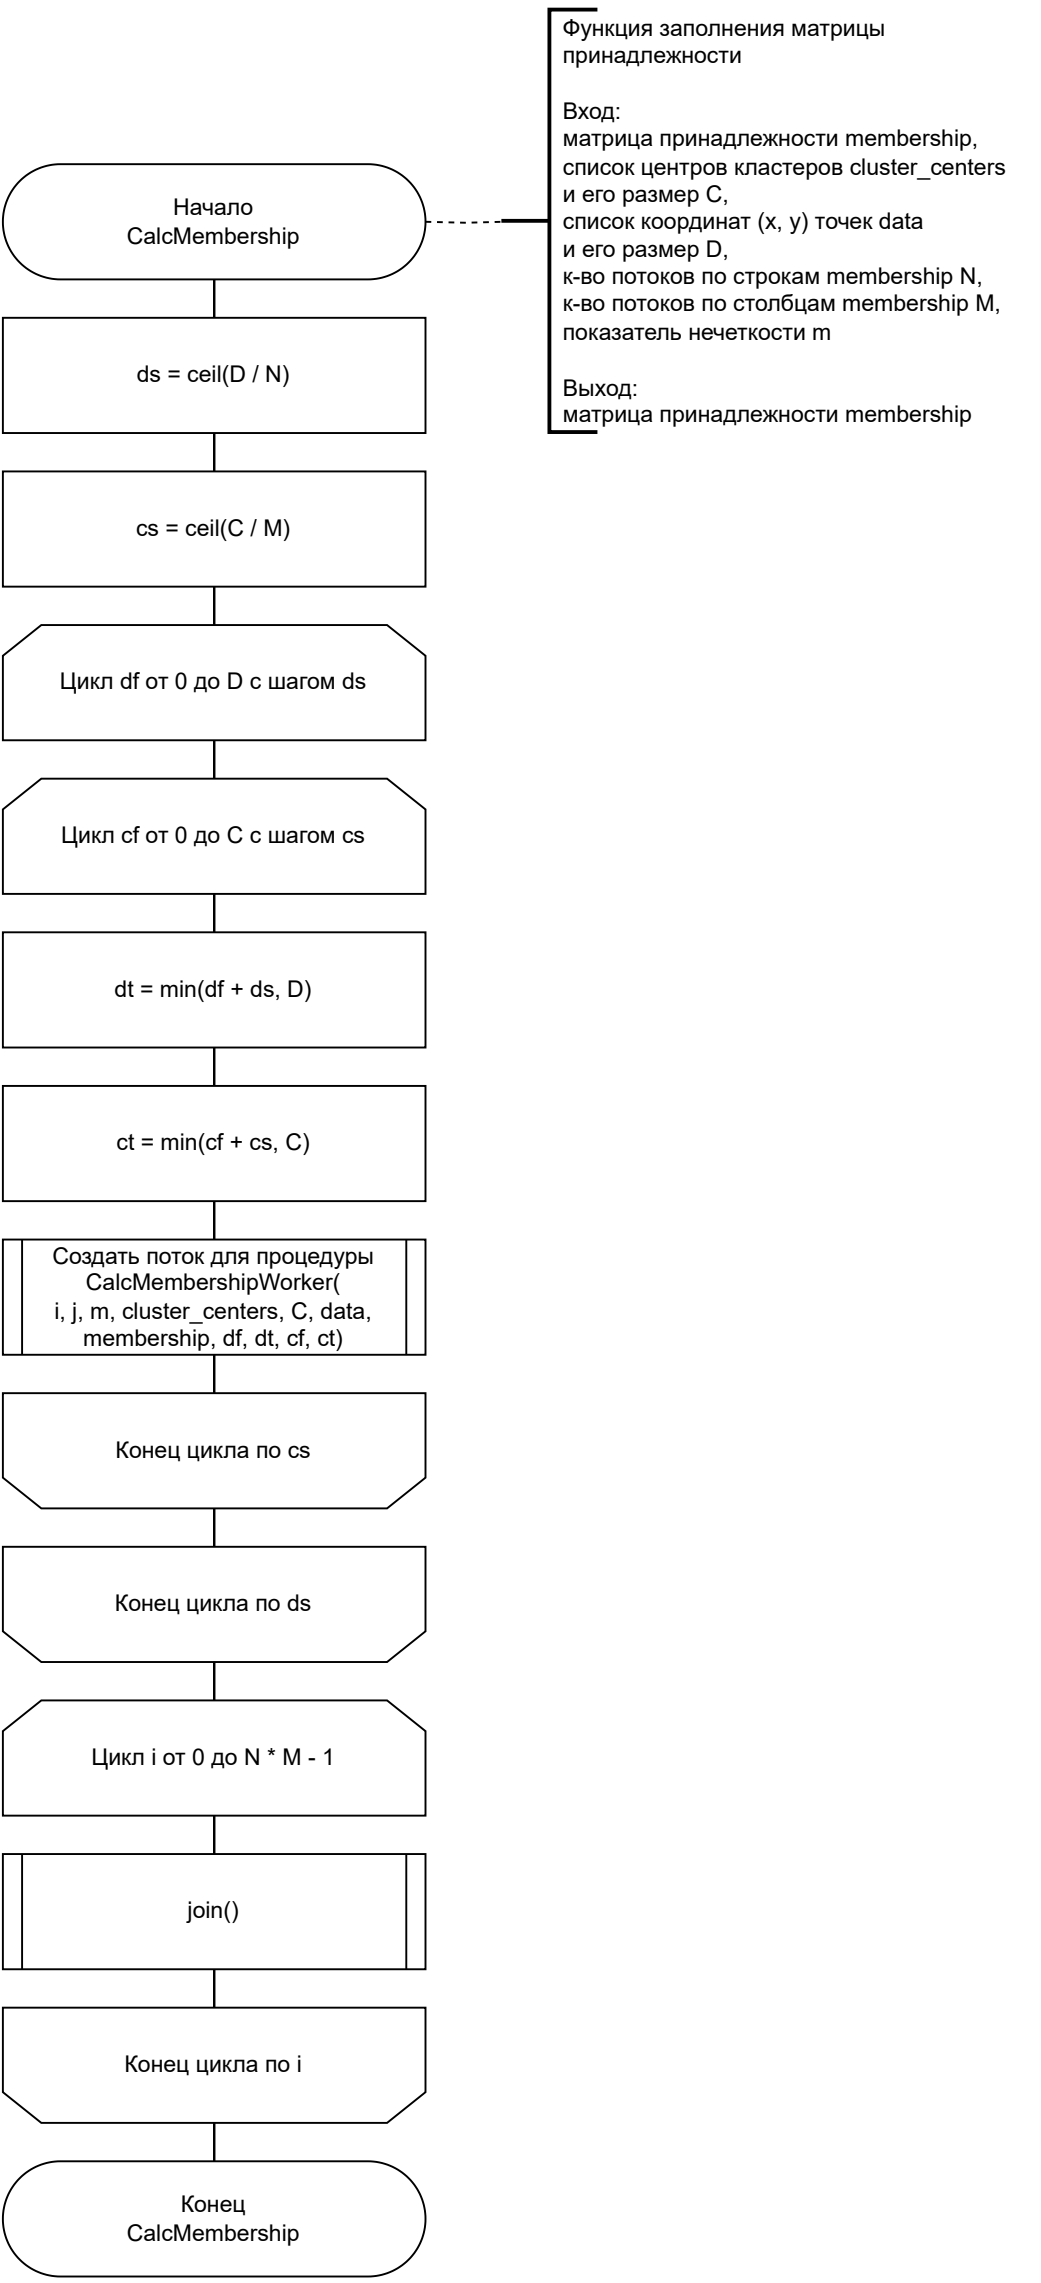 Функция заполнения матрицы
принадлежности
Вход:
матрица принадлежности membership,
список центров кластеров cluster_centers
и его размер C,
список координат (x, y) точек data
и его размер D,
к-во потоков по строкам membership N,
к-во потоков по столбцам membership M,
показатель нечеткости m
Выход:
матрица принадлежности membership
Начало
CalcMembership
ds = ceil(D / N)
cs = ceil(C / M)
Цикл df от 0 до D с шагом ds
Цикл cf от 0 до C с шагом cs
dt = min(df + ds, D)
ct = min(cf + cs, C)
Создать поток для процедуры
CalcMembershipWorker(
i, j, m, cluster_centers, C, data,
membership, df, dt, cf, ct)
Конец цикла по cs
Конец цикла по ds
Цикл i от 0 до N * M - 1
join()
Конец цикла по i
Конец
CalcMembership